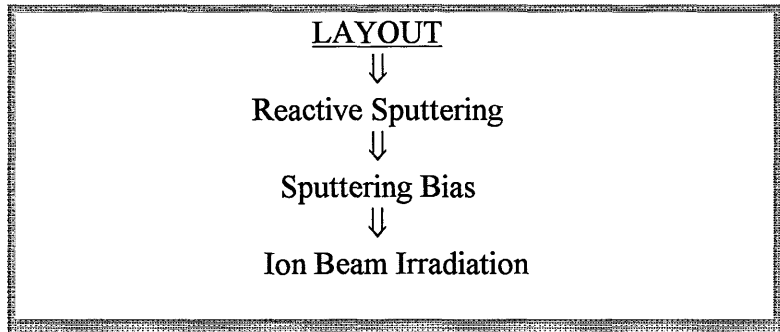 LAYOUT
⇓
Reactive Sputtering
⇓
Sputtering Bias
⇓
Ion Beam Irradiation